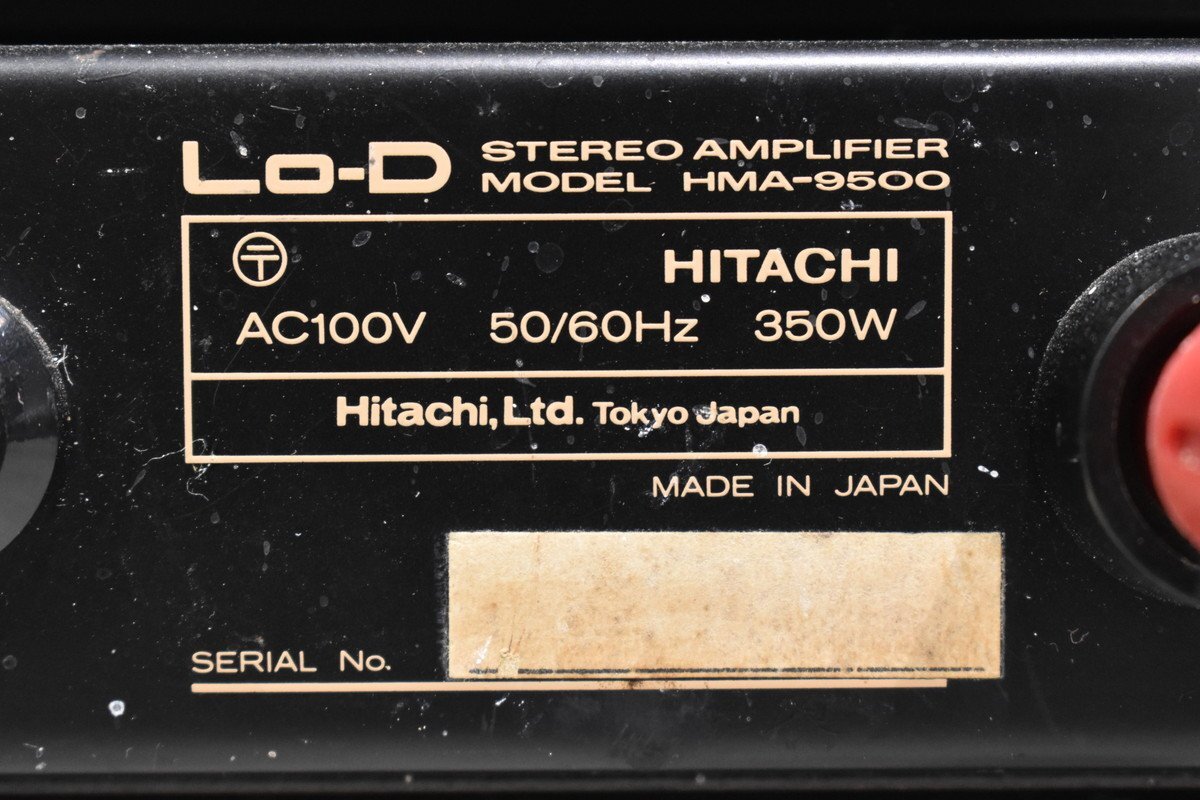 Lo-D STEREO AMPLIFIER
MODEL HMA-9500
〒 HITACHI
AC100V 50/60Hz 350W
Hitachi, Ltd. Tokyo Japan
MADE IN JAPAN
SERIAL No.